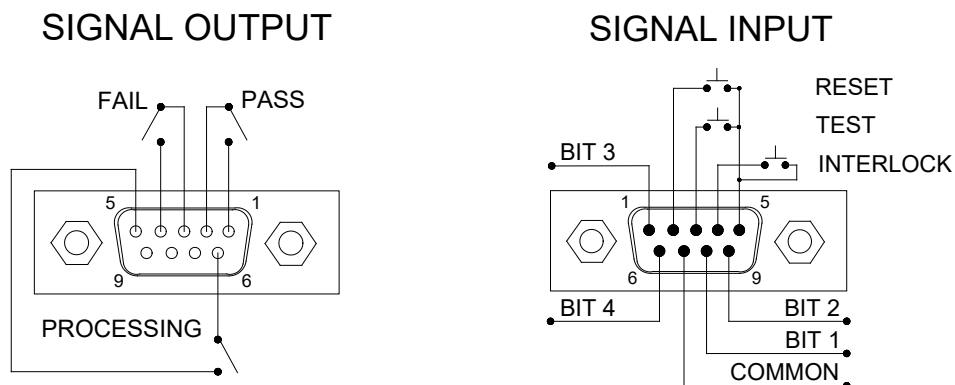 SIGNAL OUTPUT
FAIL
PASS
5
1
9
6
PROCESSING
SIGNAL INPUT
RESET
TEST
INTERLOCK
BIT 3
1
5
6
9
BIT 4
BIT 2
BIT 1
COMMON